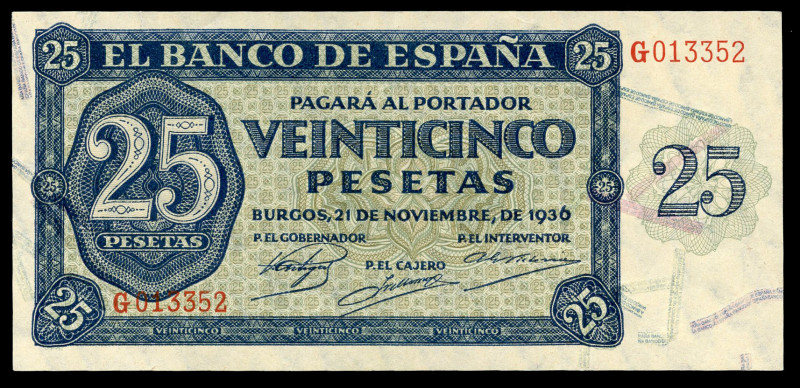 25 EL BANCO DE ESPAÑA 25 G013352
PAGARÁ AL PORTADOR
VEINTICINCO
25 PESETAS 25
PESETAS
BURGOS, 21 DE NOVIEMBRE, DE 1936
P. EL GOBERNADOR P. EL INTERVENTOR
P. EL CAJERO
G013352
25 25
VEINTICINCO VEINTICINCO VEINTICINCO